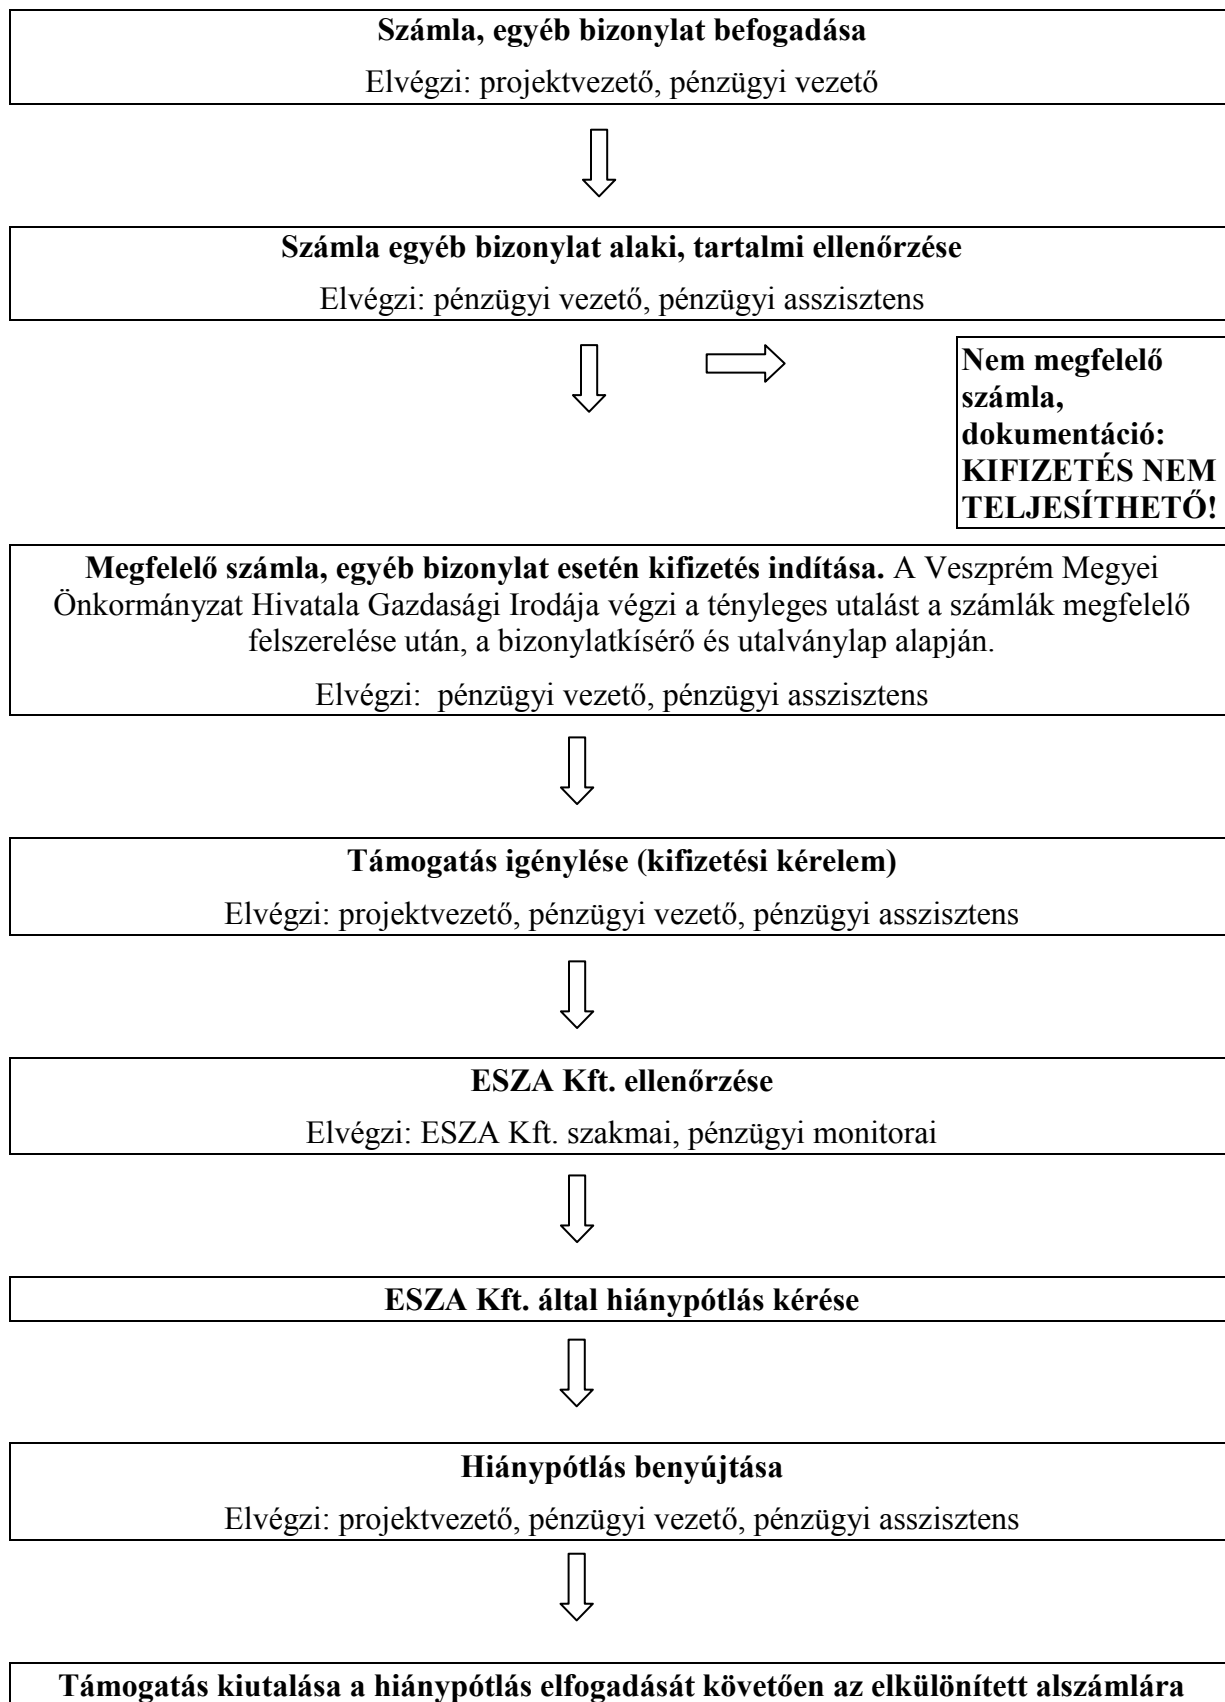 Számla, egyéb bizonylat befogadása
Elvégzi: projektvezető, pénzügyi vezető
Számla egyéb bizonylat alaki, tartalmi ellenőrzése
Elvégzi: pénzügyi vezető, pénzügyi asszisztens
Nem megfelelő
számla,
dokumentáció:
KIFIZETÉS NEM
TELJESÍTHETŐ!
Megfelelő számla, egyéb bizonylat esetén kifizetés indítása. A Veszprém Megyei
Önkormányzat Hivatala Gazdasági Irodája végzi a tényleges utalást a számlák megfelelő
felszerelése után, a bizonylatkísérő és utalványlap alapján.
Elvégzi: pénzügyi vezető, pénzügyi asszisztens
Támogatás igénylése (kifizetési kérelem)
Elvégzi: projektvezető, pénzügyi vezető, pénzügyi asszisztens
ESZA Kft. ellenőrzése
Elvégzi: ESZA Kft. szakmai, pénzügyi monitorai
ESZA Kft. által hiánypótlás kérése
Hiánypótlás benyújtása
Elvégzi: projektvezető, pénzügyi vezető, pénzügyi asszisztens
Támogatás kiutalása a hiánypótlás elfogadását követően az elkülönített alszámlára